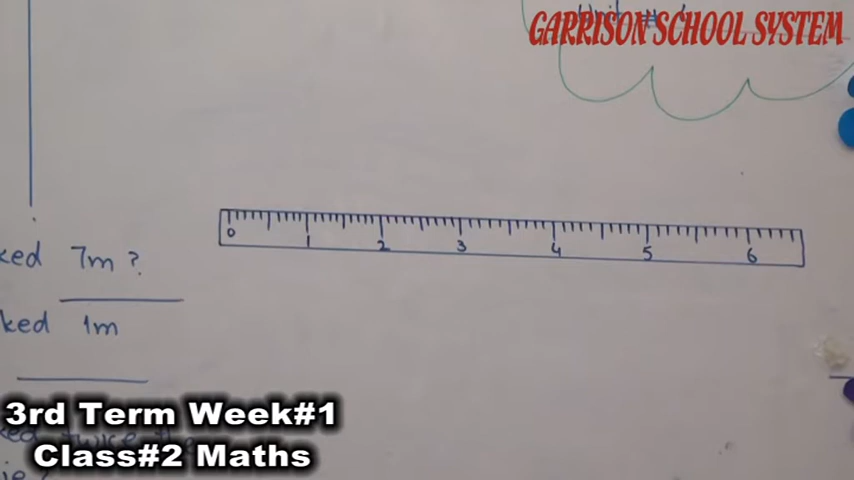 GARRISON SCHOOL SYSTEM
0 1 2 3 4 5 6
ked 7m ?
ked 1m
3rd Term Week#1
Class#2 Maths